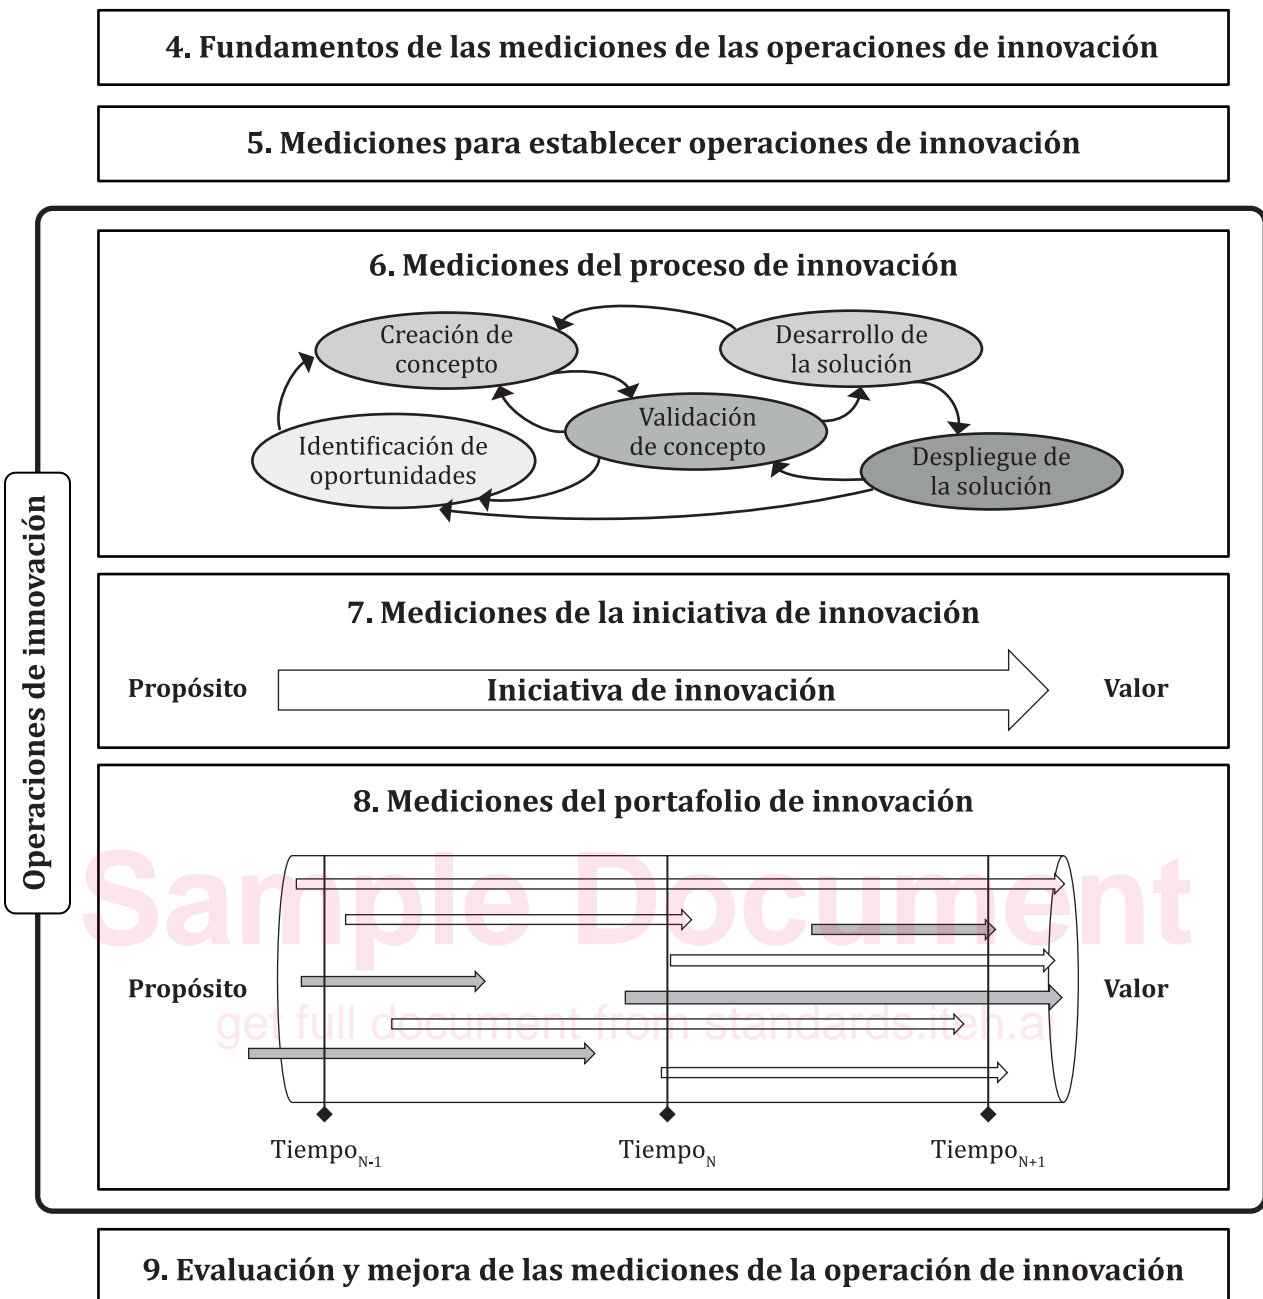 4. Fundamentos de las mediciones de las operaciones de innovación
5. Mediciones para establecer operaciones de innovación
Operaciones de innovación
6. Mediciones del proceso de innovación
Creación de
concepto
Desarrollo de
la solución
Validación
de concepto
Identificación de
oportunidades
Despliegue de
la solución
7. Mediciones de la iniciativa de innovación
Propósito
Iniciativa de innovación
Valor
8. Mediciones del portafolio de innovación
Sample Document
Propósito
Valor
get full document from standards.iteh.ai
Tiempo N-1
Tiempo N
Tiempo N+1
9. Evaluación y mejora de las mediciones de la operación de innovación